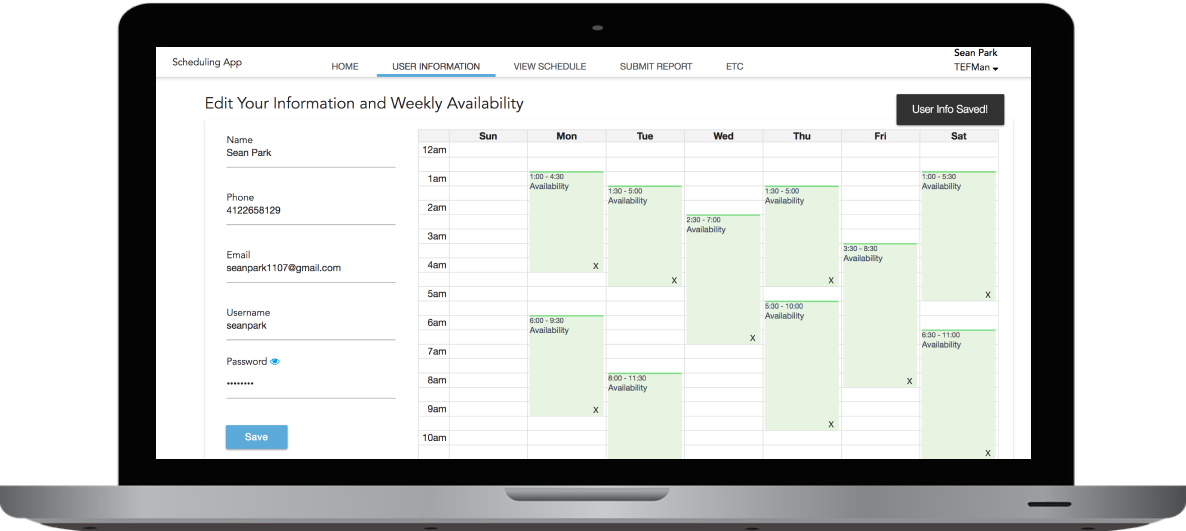 Scheduling App
HOME
USER INFORMATION
VIEW SCHEDULE
SUBMIT REPORT
ETC
Sean Park
TEFMan
Edit Your Information and Weekly Availability
User Info Saved!
Name
Sean Park
Phone
4122658129
Email
seanpark1107@gmail.com
Username
seanpark
Password
••••••••
Save
Sun Mon Tue Wed Thu Fri Sat
12am
1am
2am
3am
4am
5am
6am
7am
8am
9am
10am
1:00 - 4:30
Availability
X
6:00 - 9:30
Availability
X
1:30 - 5:00
Availability
X
8:00 - 11:30
Availability
2:30 - 7:00
Availability
X
1:30 - 5:00
Availability
X
5:30 - 10:00
Availability
X
3:30 - 8:30
Availability
X
1:00 - 5:30
Availability
X
6:30 - 11:00
Availability
X